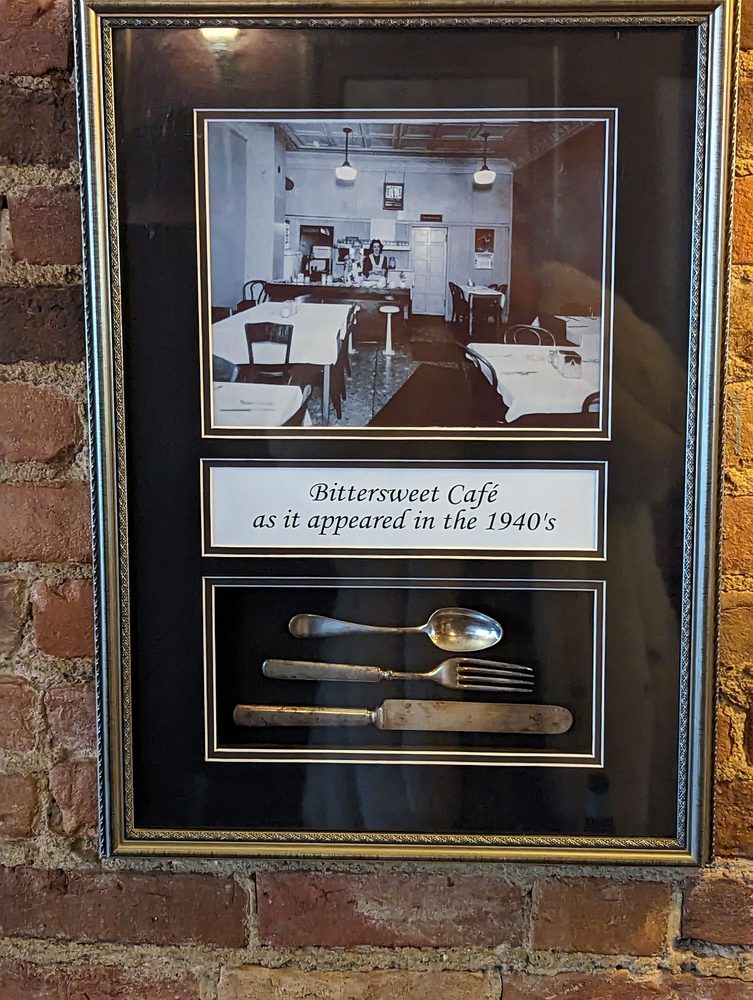 Bittersweet Café
as it appeared in the 1940's